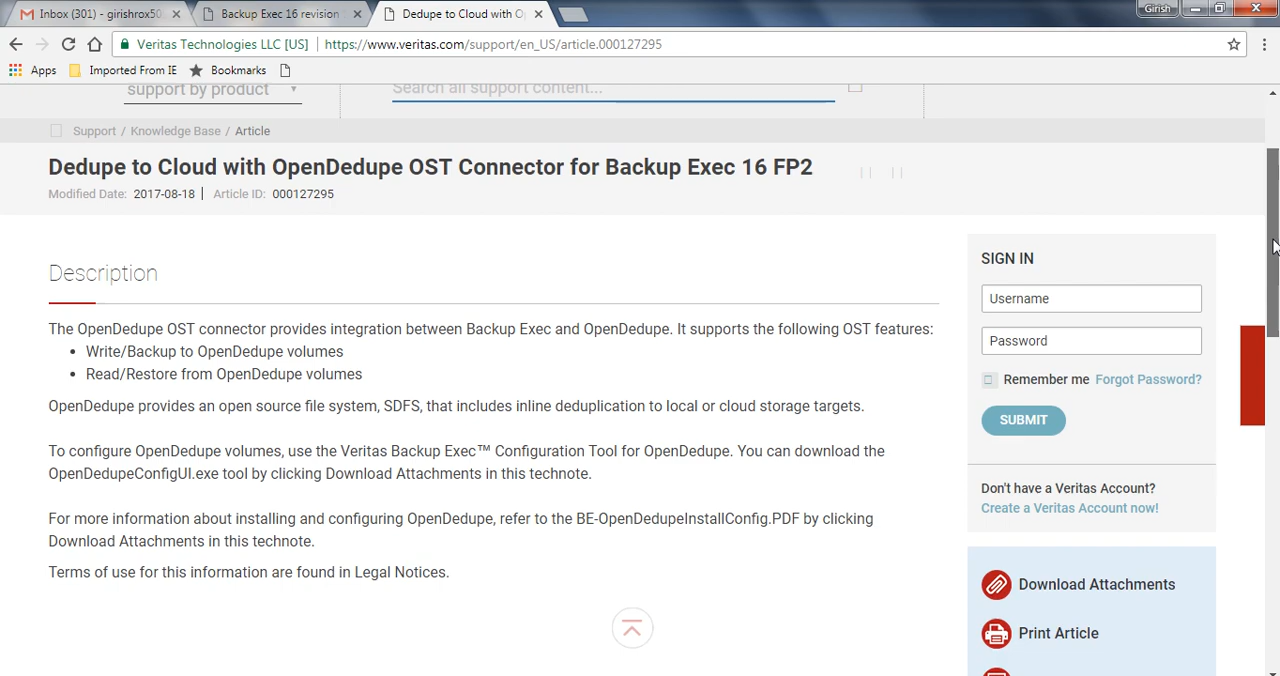 Inbox (301) - girishrox50
Backup Exec 16 revision
Dedupe to Cloud with O
Girish
Veritas Technologies LLC [US]
https://www.veritas.com/support/en_US/article.000127295
Apps
Imported From IE
Bookmarks
support by product
Search all support content...
Support / Knowledge Base / Article
Dedupe to Cloud with OpenDedupe OST Connector for Backup Exec 16 FP2
Modified Date: 2017-08-18 | Article ID: 000127295
Description
The OpenDedupe OST connector provides integration between Backup Exec and OpenDedupe. It supports the following OST features:
• Write/Backup to OpenDedupe volumes
• Read/Restore from OpenDedupe volumes
OpenDedupe provides an open source file system, SDFS, that includes inline deduplication to local or cloud storage targets.
To configure OpenDedupe volumes, use the Veritas Backup Exec™ Configuration Tool for OpenDedupe. You can download the
OpenDedupeConfigUI.exe tool by clicking Download Attachments in this technote.
For more information about installing and configuring OpenDedupe, refer to the BE-OpenDedupeInstallConfig.PDF by clicking
Download Attachments in this technote.
Terms of use for this information are found in Legal Notices.
SIGN IN
Username
Password
Remember me
Forgot Password?
SUBMIT
Don't have a Veritas Account?
Create a Veritas Account now!
Download Attachments
Print Article